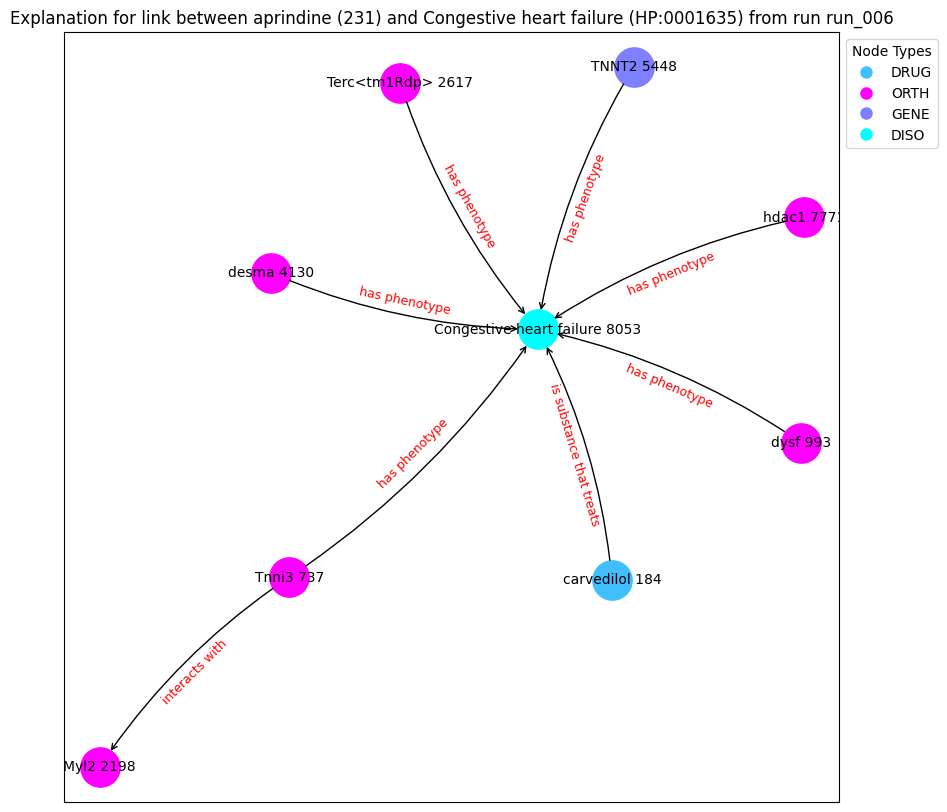 Explanation for link between aprindine (231) and Congestive heart failure (HP:0001635) from run run_006
Node Types
DRUG
ORTH
GENE
DISO
TNNT2 5448
Terc<tm1Rdp> 2617
has phenotype
has phenotype
hdac1 7771
desma 4130
has phenotype
has phenotype
Congestive heart failure 8053
has phenotype
is substance that treats
has phenotype
dysf 993
Tnni3 737
carvedilol 184
interacts with
Myl2 2198